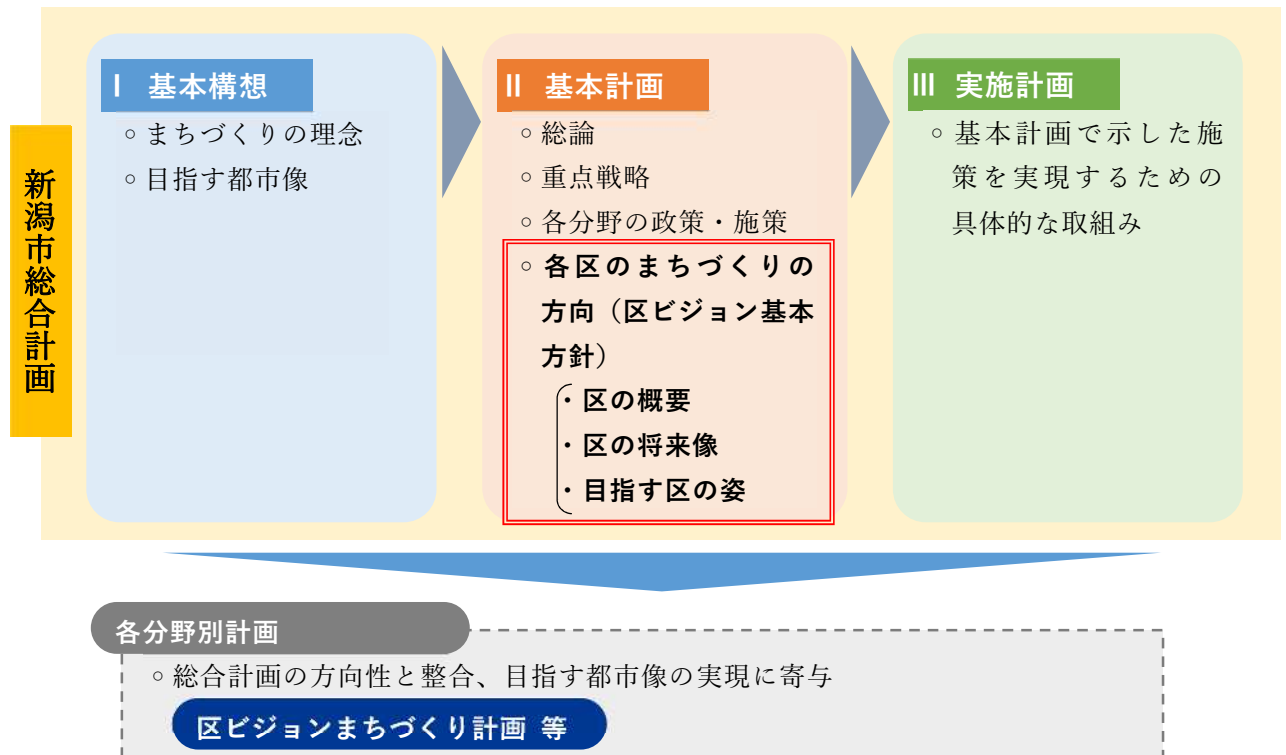 新潟市総合計画
Ⅰ 基本構想
○まちづくりの理念
○目指す都市像
Ⅱ 基本計画
○総論
○重点戦略
○各分野の政策・施策
○各区のまちづくりの
方向（区ビジョン基本
方針）
・区の概要
・区の将来像
・目指す区の姿
Ⅲ 実施計画
○基本計画で示した施
策を実現するための
具体的な取組み
各分野別計画
○総合計画の方向性と整合、目指す都市像の実現に寄与
区ビジョンまちづくり計画 等